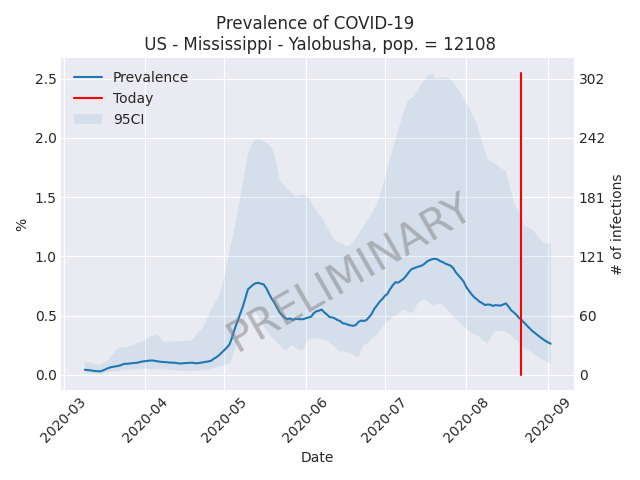 Prevalence of COVID-19
US - Mississippi - Yalobusha, pop. = 12108
Prevalence
Today
95CI
2.5
2.0
1.5
1.0
0.5
0.0
%
302
242
181
121
60
0
# of infections
PRELIMINARY
2020-03
2020-04
2020-05
2020-06
2020-07
2020-08
2020-09
Date